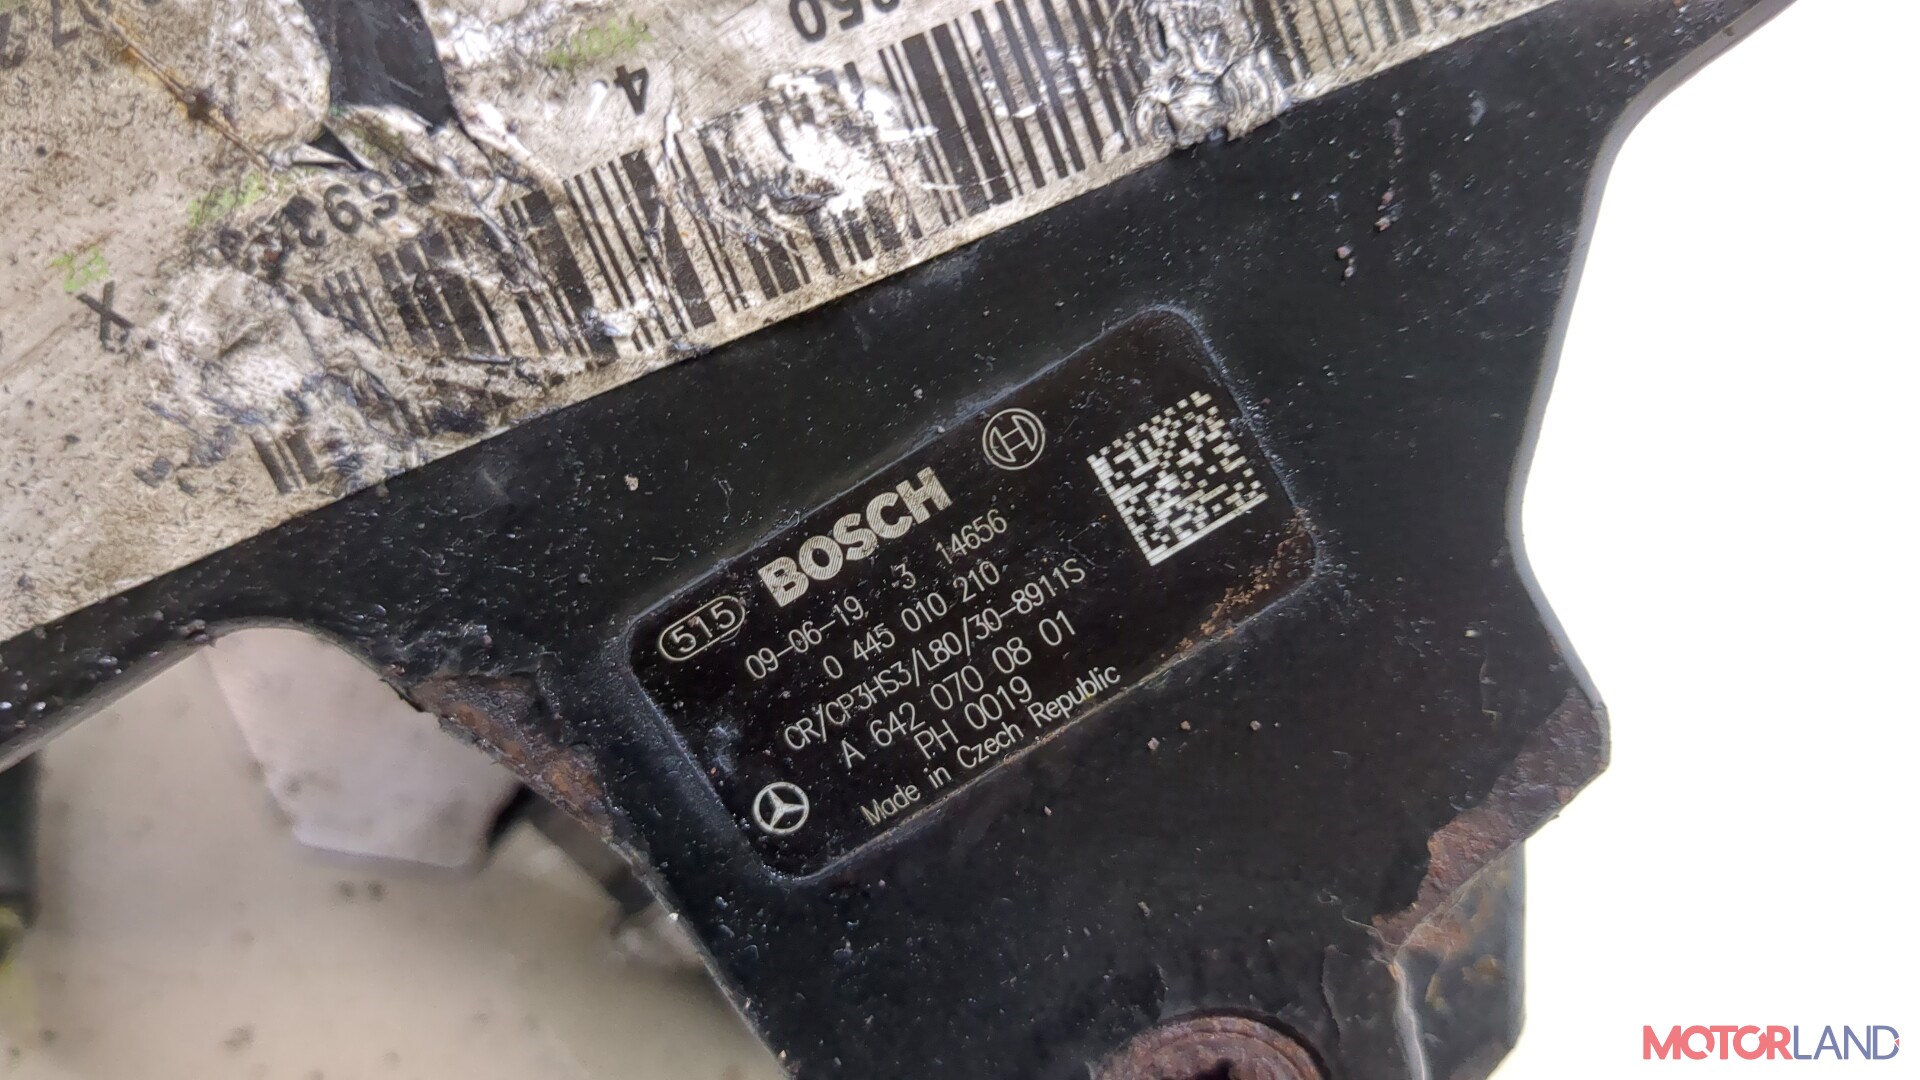 4
X
515 BOSCH
09-06-19 3 14656
0 445 010 210
CR/CP3HS3/L80/30-8911S
A 642 070 08 01
PH 0019
Made in Czech Republic
MOTORLAND